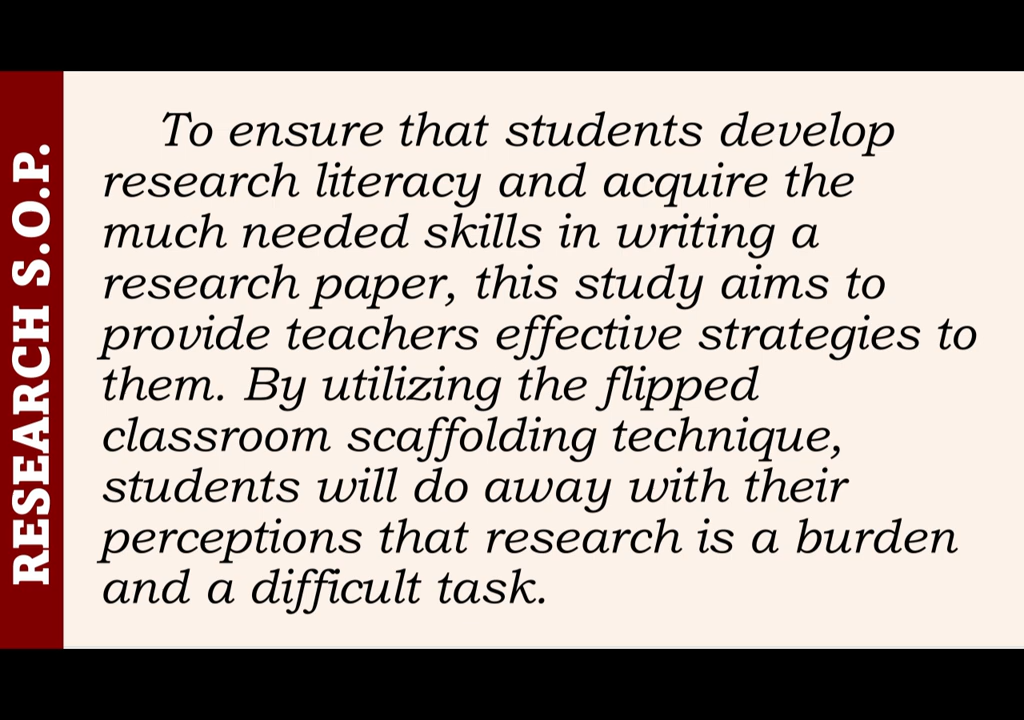 RESEARCH S.O.P.
To ensure that students develop
research literacy and acquire the
much needed skills in writing a
research paper, this study aims to
provide teachers effective strategies to
them. By utilizing the flipped
classroom scaffolding technique,
students will do away with their
perceptions that research is a burden
and a difficult task.